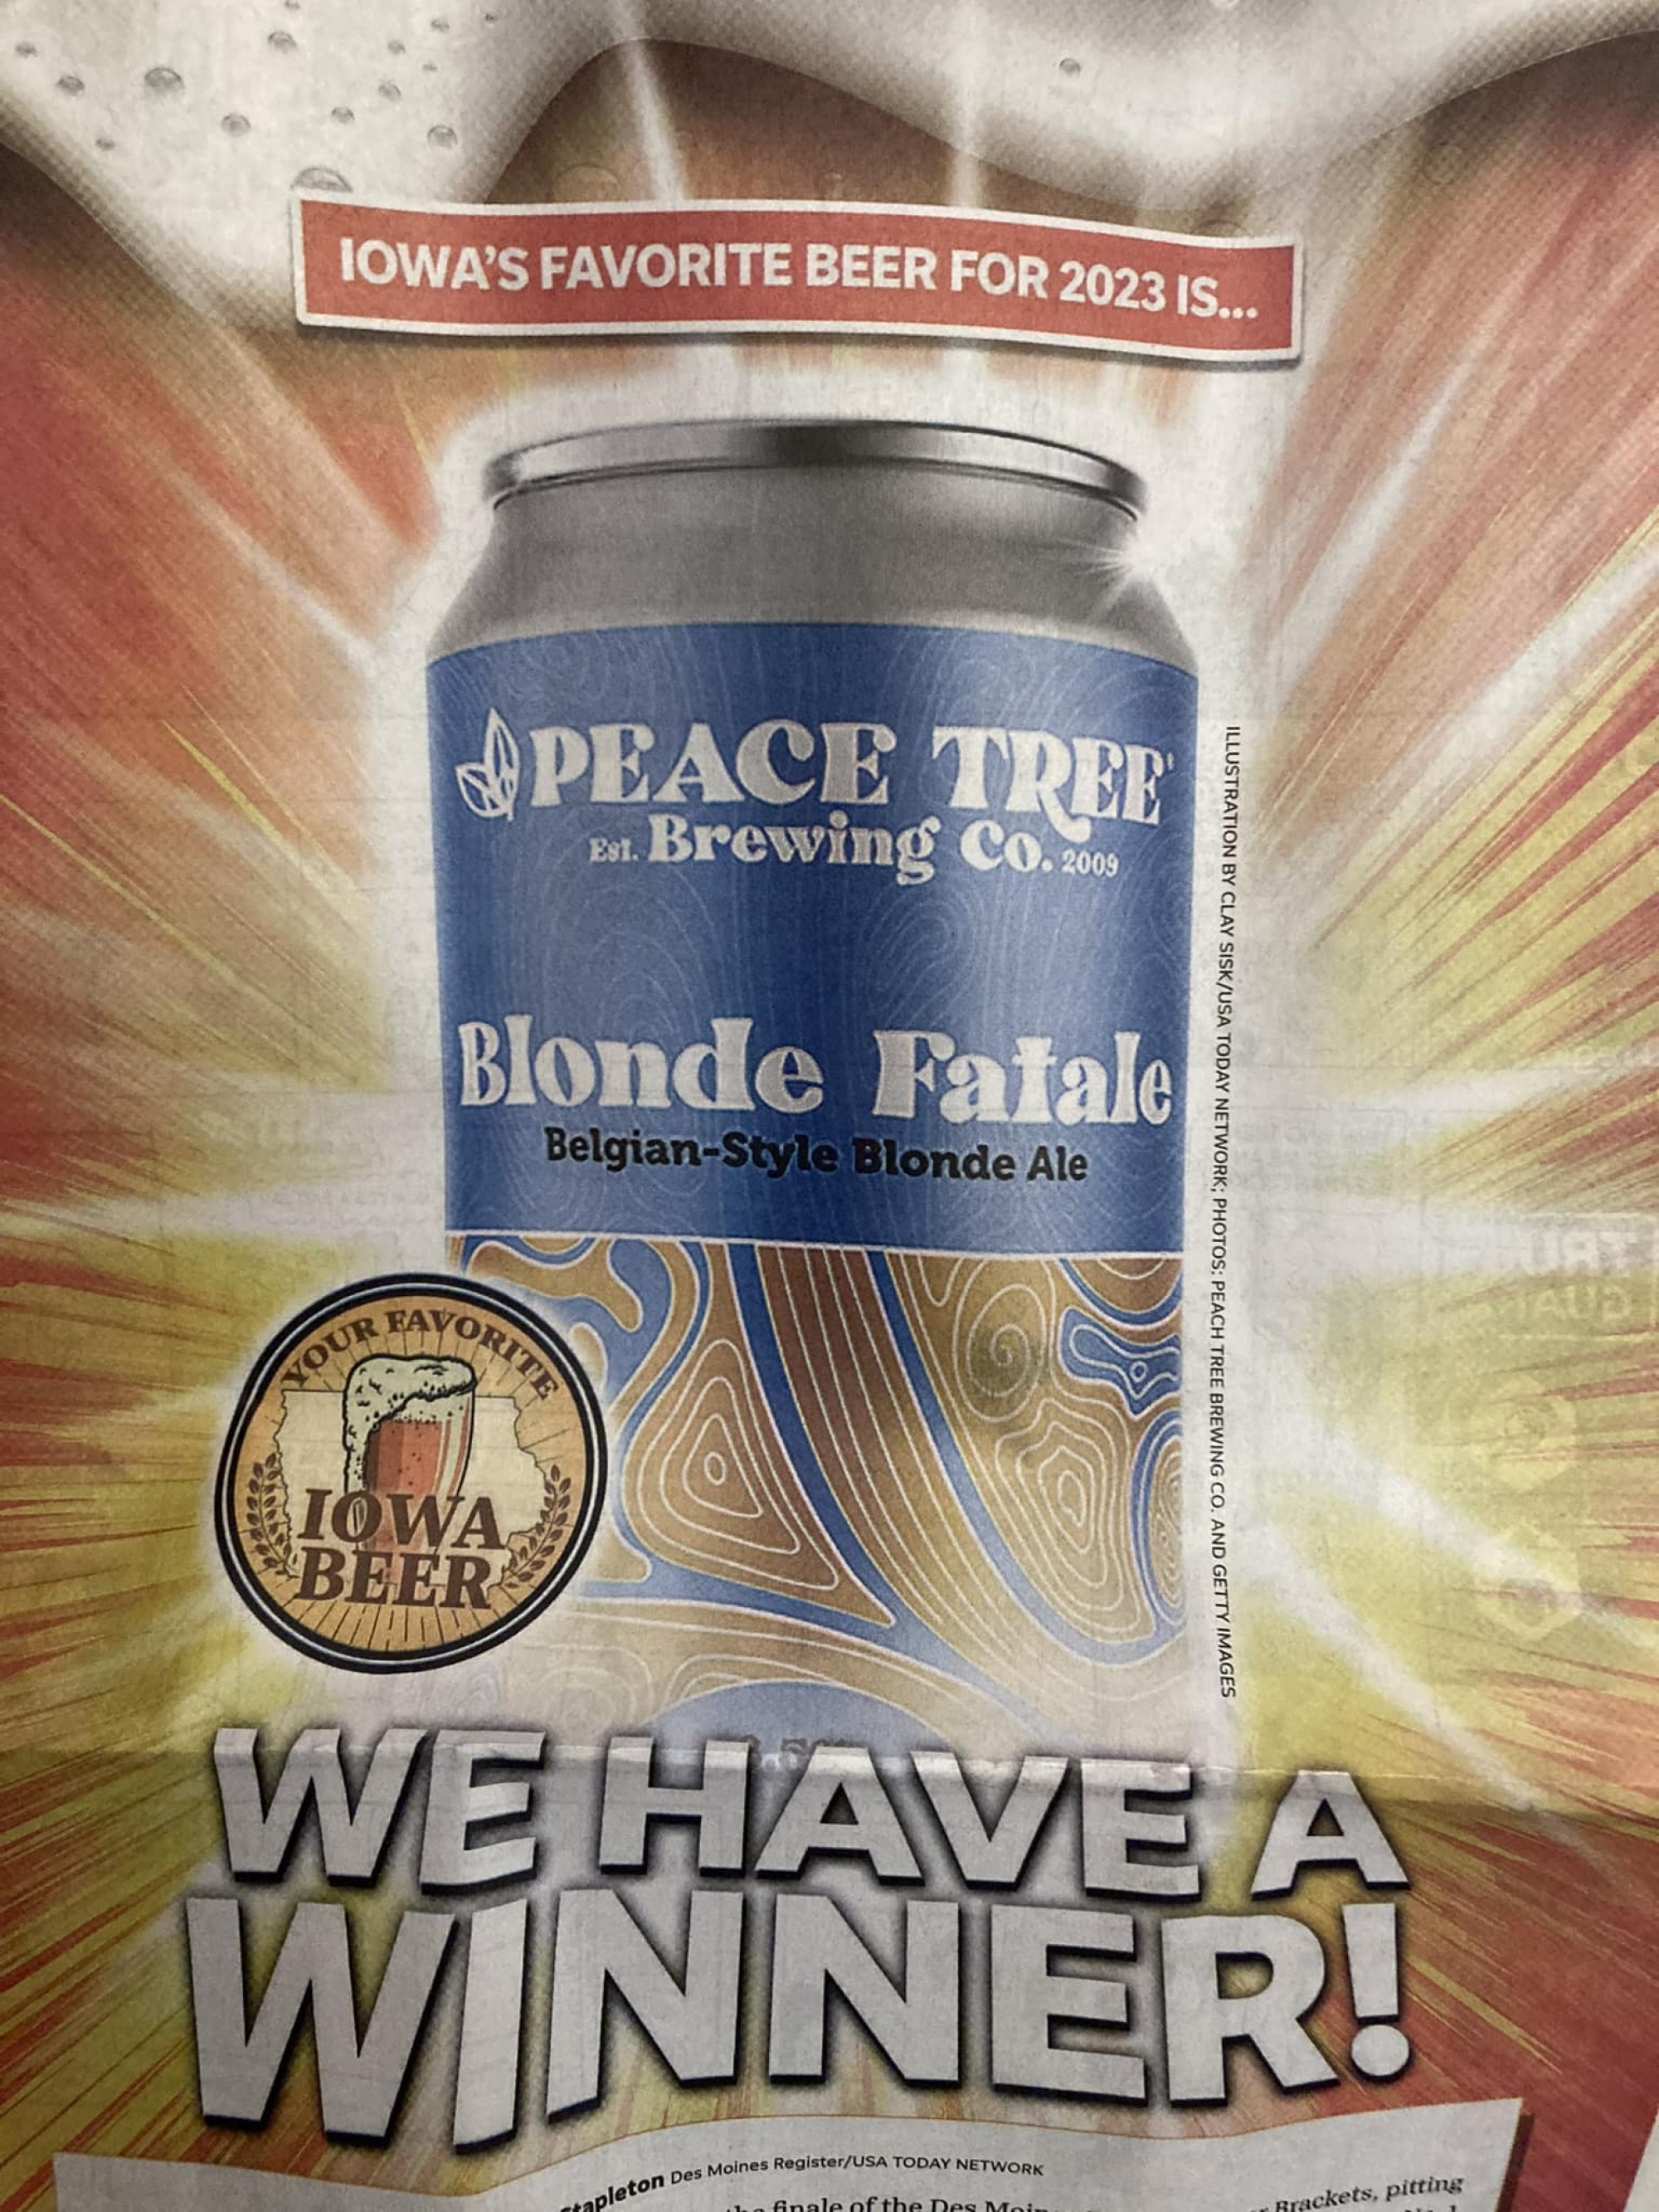 IOWA'S FAVORITE BEER FOR 2023 IS...
PEACE TREE®
Est. Brewing Co. 2009
Blonde Fatale
Belgian-Style Blonde Ale
ILLUSTRATION BY CLAY SISK/USA TODAY NETWORK; PHOTOS: PEACH TREE BREWING CO. AND GETTY IMAGES
YOUR FAVORITE
IOWA
BEER
WE HAVE A
WINNER!
Des Moines Register/USA TODAY NETWORK
finale of the Des
Brackets, pitting